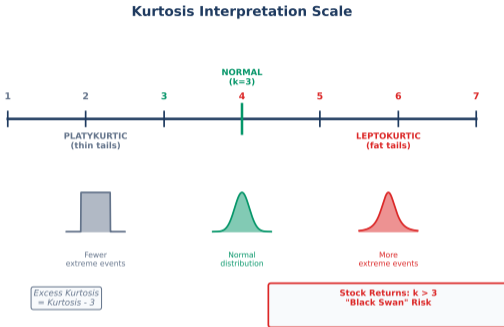 Kurtosis Interpretation Scale
NORMAL
(k=3)
1 2 3 4 5 6 7
PLATYKURTIC
(thin tails)
LEPTOKURTIC
(fat tails)
Fewer
extreme events
Normal
distribution
More
extreme events
Excess Kurtosis
= Kurtosis - 3
Stock Returns: k > 3
"Black Swan" Risk